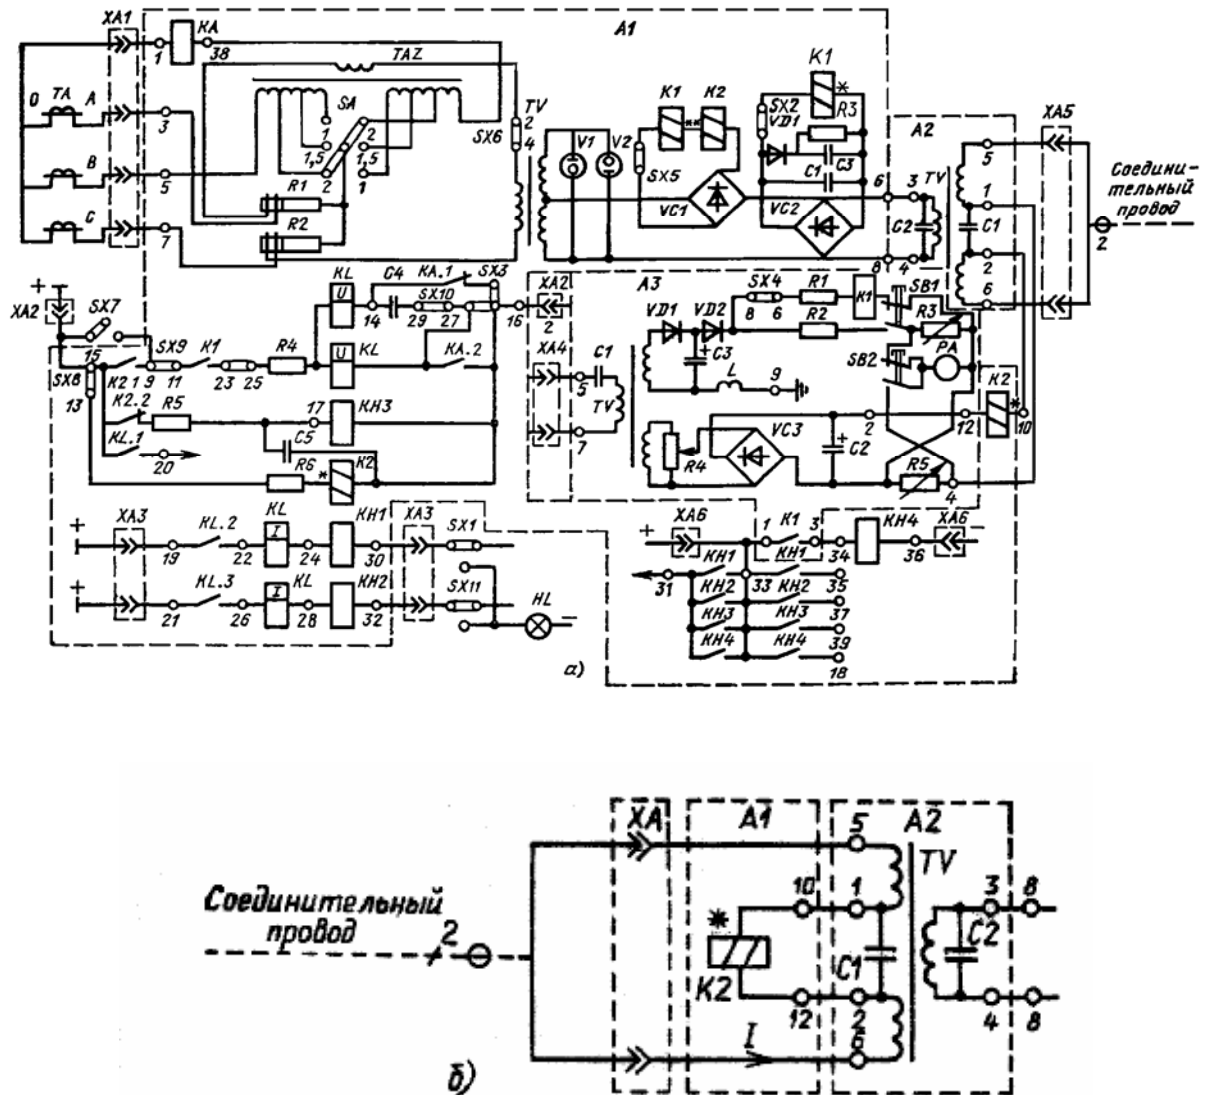 XA1 KA A1
1 38
TAZ K1
O TA A SA TV K1 K2 SX2 * R3 XA5
3 1 2 SX6 2 4 V1 V2 ** VD1 A2
1,5 1,5 SX5 C1 C3 5
B 5 2 1 6 3 TV 1 Соедини-
тельный
провод
R1 VC1 VC2 C2 C1
C 7 R2 8 4 2 2
6
+ KL C4 KA.1 SX3 XA2 A3 SX4 R1 K1 SB1
XA2 SX7 U 14 SX10 29 27 16 2 VD1 VD2 8 6 R2 R3
15 SX9 K1 R4 U KL KA.2 XA4 C1 + C3 L 9 SB2 PA
SX8 K2.1 9 11 23 25 5 TV K2
13 K2.2 R5 17 KH3 VC3 + 2 12 * 10
KL.1 C5 7 R4 C2 R5
20 R6 * K2 4
+ XA3 KL.2 KL KH1 XA3 SX1 + XA6 1 K1 3 KH4 XA6 −
19 22 I 24 30 KH1 KH1 34 36
31 33 35
+ KL.3 I KL KH2 SX11 HL − KH2 KH2
21 26 28 32 37
KH3 KH3
39
KH4 KH4
18
а)
XA A1 5 A2
TV
10 1 3 8
Соединительный
провод 2 * C1 C2
K2
12 2 4 8
I 6
б)